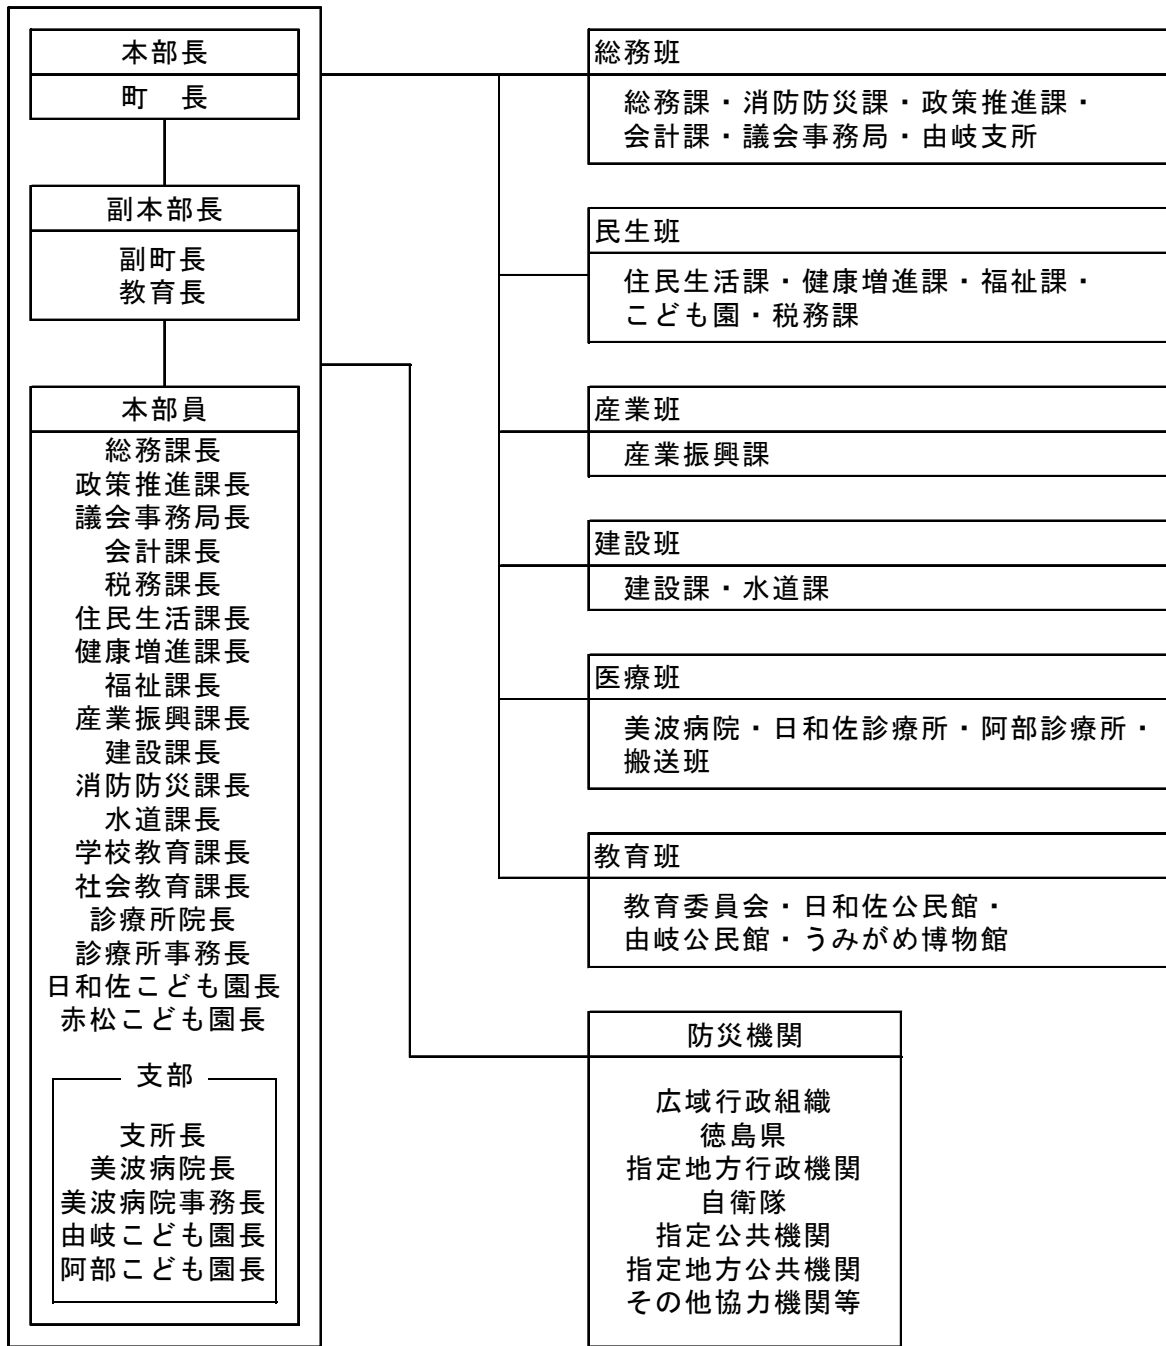 本部長
町　長
副本部長
副町長
教育長
本部員
総務課長
政策推進課長
議会事務局長
会計課長
税務課長
住民生活課長
健康増進課長
福祉課長
産業振興課長
建設課長
消防防災課長
水道課長
学校教育課長
社会教育課長
診療所院長
診療所事務長
日和佐こども園長
赤松こども園長
支部
支所長
美波病院長
美波病院事務長
由岐こども園長
阿部こども園長
総務班
総務課・消防防災課・政策推進課・
会計課・議会事務局・由岐支所
民生班
住民生活課・健康増進課・福祉課・
こども園・税務課
産業班
産業振興課
建設班
建設課・水道課
医療班
美波病院・日和佐診療所・阿部診療所・
搬送班
教育班
教育委員会・日和佐公民館・
由岐公民館・うみがめ博物館
防災機関
広域行政組織
徳島県
指定地方行政機関
自衛隊
指定公共機関
指定地方公共機関
その他協力機関等